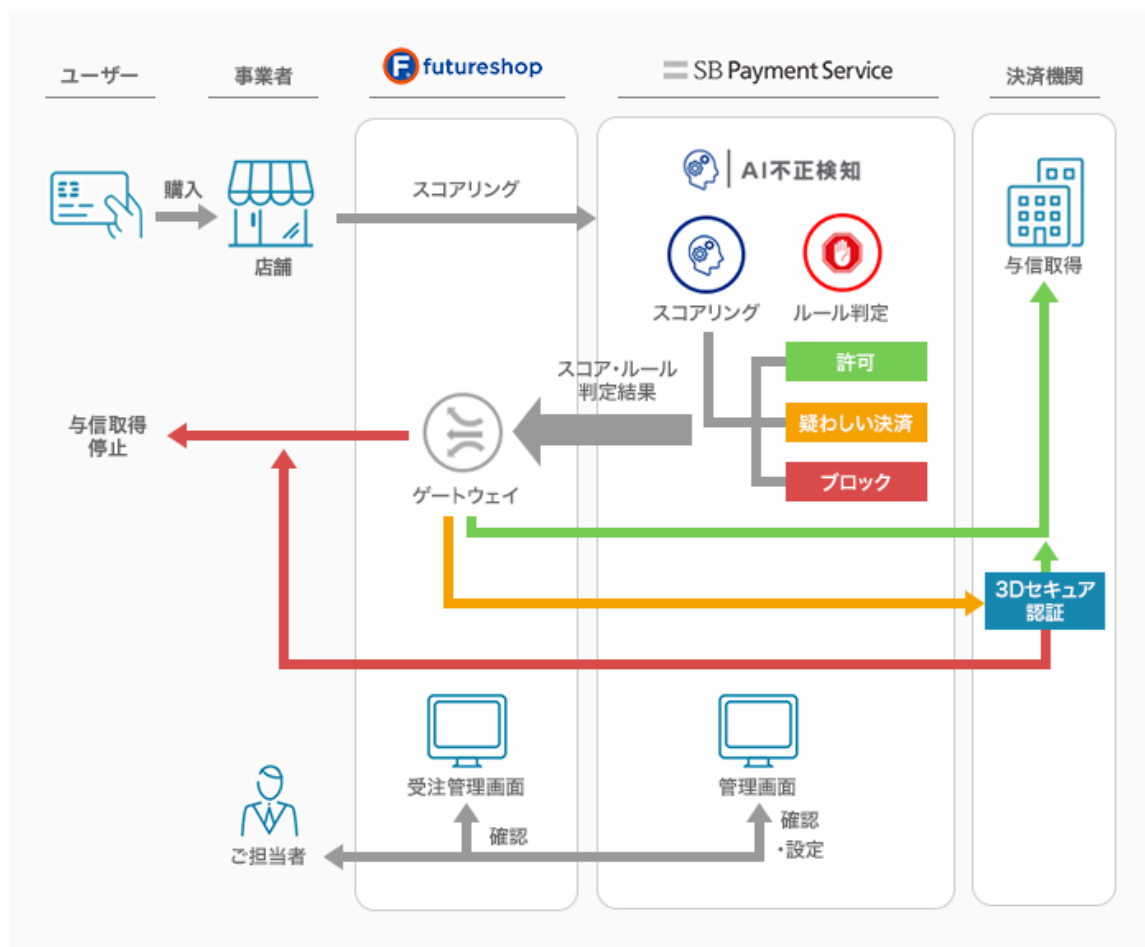 ユーザー
事業者
F. futureshop
SB Payment Service
決済機関
購入
店舗
スコアリング
AI不正検知
スコアリング
ルール判定
与信取得
許可
疑わしい決済
ブロック
スコア・ルール
判定結果
ゲートウェイ
与信取得
停止
3Dセキュア
認証
受注管理画面
管理画面
ご担当者
確認
確認
・設定